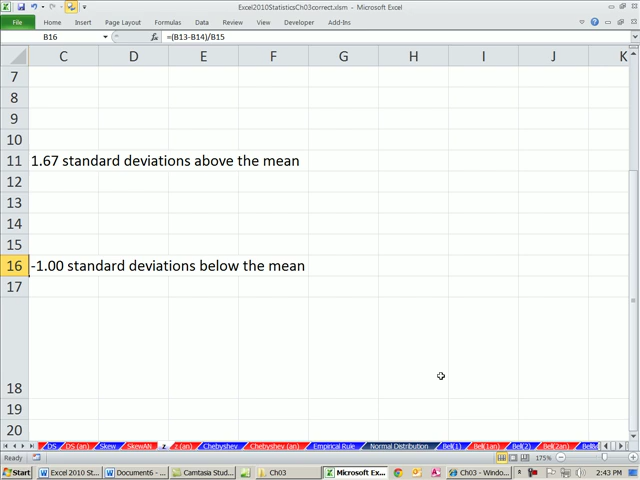 Excel2010StatisticsCh03correct.xlsm - Microsoft Excel
File Home Insert Page Layout Formulas Data Review View Developer Add-Ins
B16 fx =(B13-B14)/B15
C D E F G H I J K
7
8
9
10
11 1.67 standard deviations above the mean
12
13
14
15
16 -1.00 standard deviations below the mean
17
18
19
20
DS DS (an) Skew SkewAN z z (an) Chebyshev Chebyshev (an) Empirical Rule Normal Distribution Bell(1) Bell(1an) Bell(2) Bell(2an)
Ready 175%
Start Excel 2010 St... Document6 - ... Camtasia Stud... Ch03 Microsoft Ex... Ch03 - Window... 2:43 PM